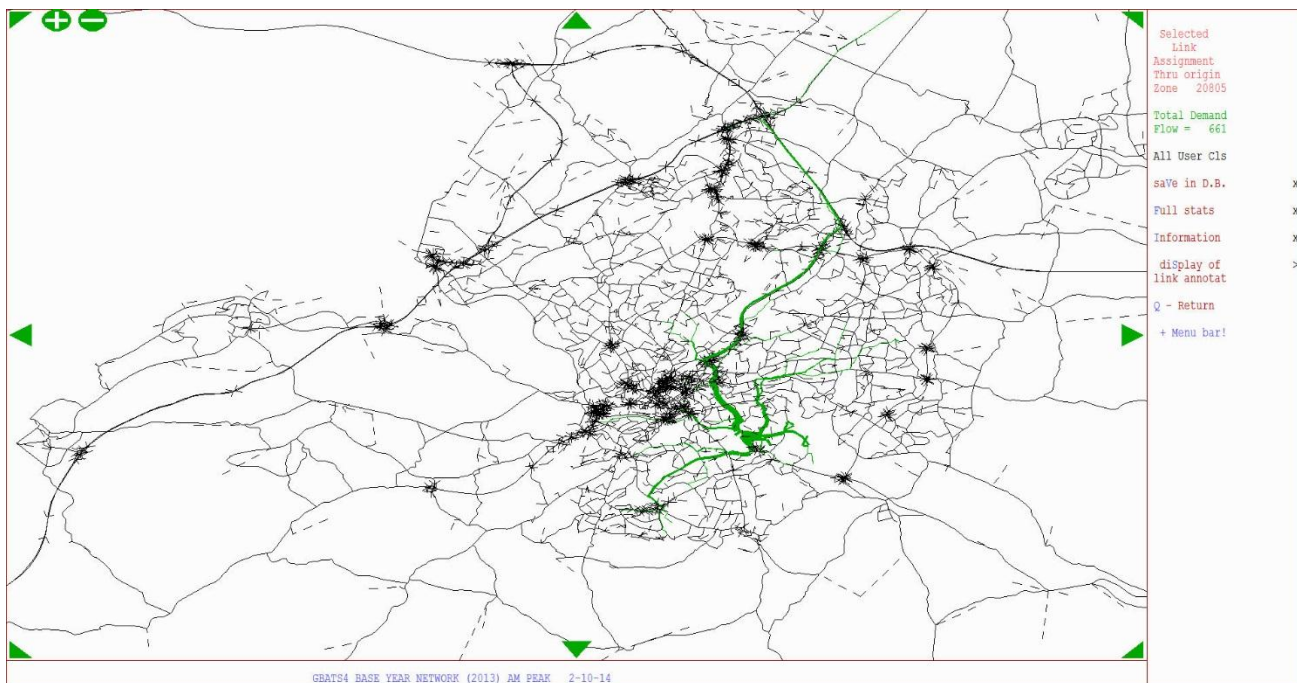 Selected
Link
Assignment
Thru origin
Zone 20805
Total Demand
Flow = 661
All User Cls
saVe in D.B. x
Full stats x
Information x
diSplay of >
link annotat
Q - Return
+ Menu bar!
GBATS4 BASE YEAR NETWORK (2013) AM PEAK 2-10-14